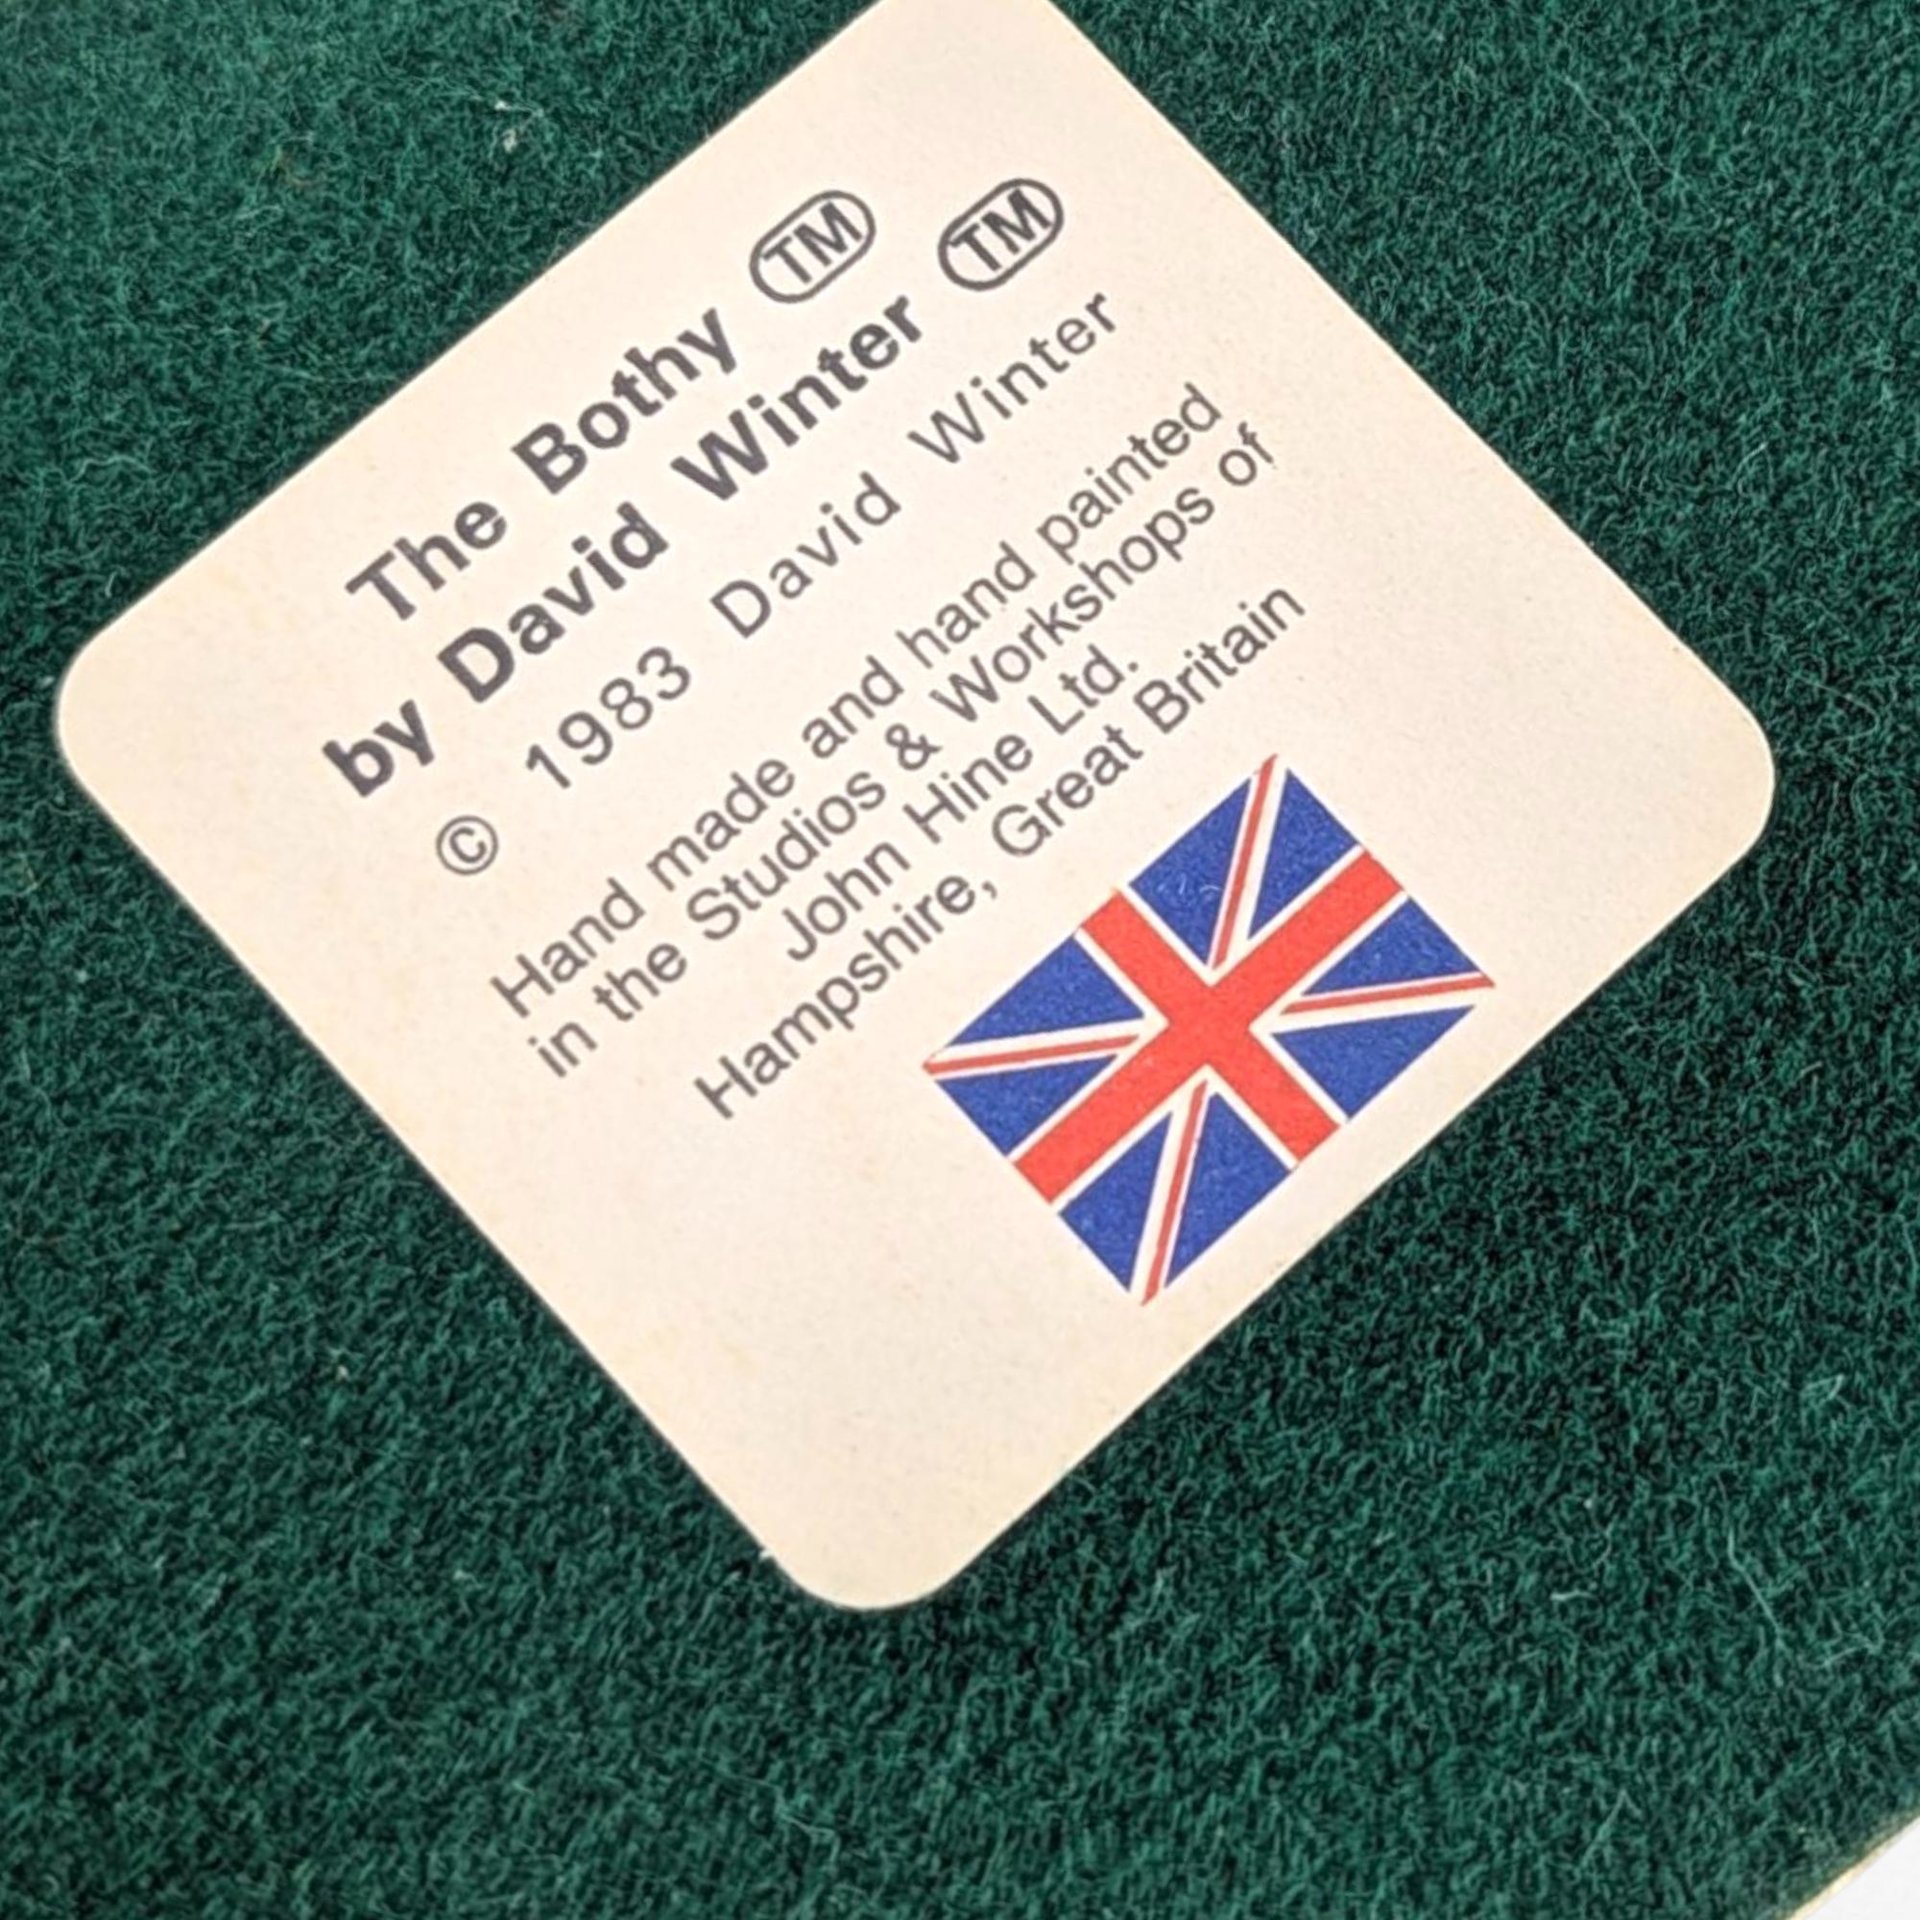 The Bothy ™
by David Winter ™
© 1983 David Winter
Hand made and hand painted
in the Studios & Workshops of
John Hine Ltd.
Hampshire, Great Britain